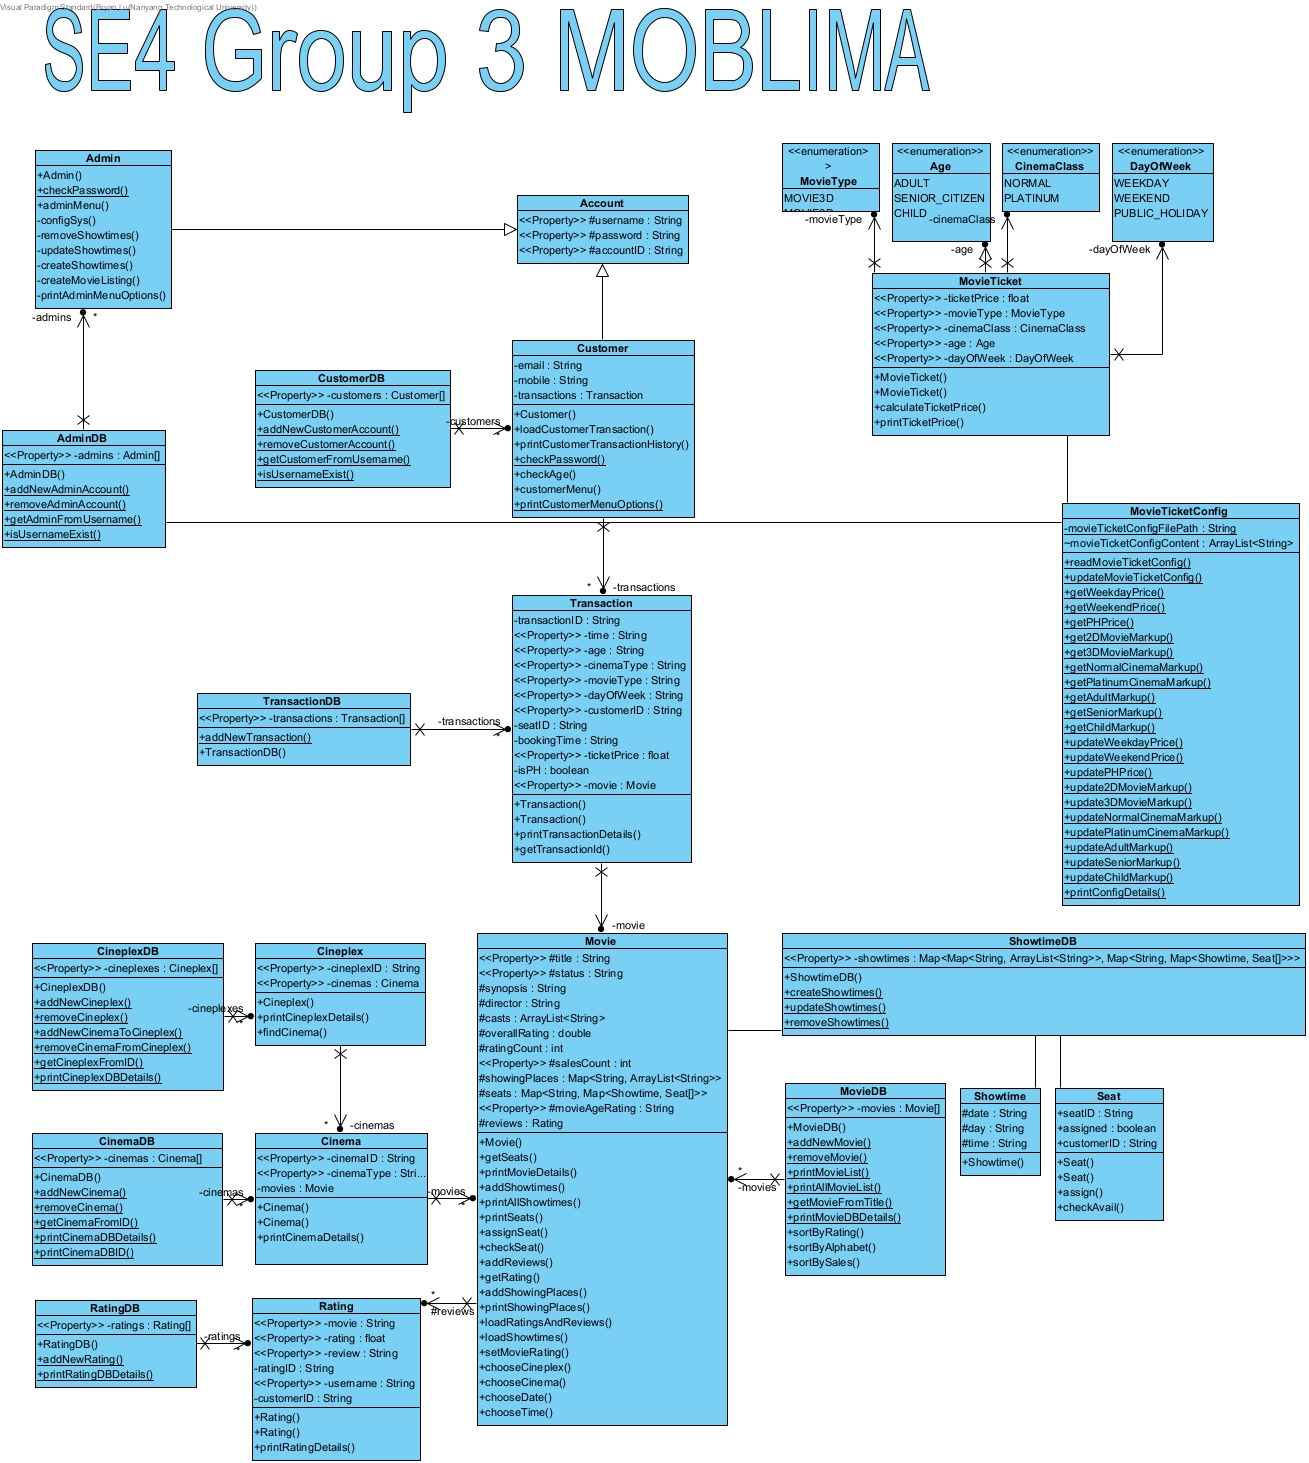 Visual Paradigm Standard(Bryan Lu(Nanyang Technological University))
SE4 Group 3 MOBLIMA
Admin
+Admin()
+checkPassword()
+adminMenu()
-configSys()
-removeShowtimes()
-updateShowtimes()
-createShowtimes()
-createMovieListing()
-printAdminMenuOptions()
-admins
*
Account
<<Property>> #username : String
<<Property>> #password : String
<<Property>> #accountID : String
<<enumeration>
>
MovieType
MOVIE3D
MOVIE2D
-movieType
<<enumeration>>
Age
ADULT
SENIOR_CITIZEN
CHILD
-age
<<enumeration>>
CinemaClass
NORMAL
PLATINUM
-cinemaClass
<<enumeration>>
DayOfWeek
WEEKDAY
WEEKEND
PUBLIC_HOLIDAY
-dayOfWeek
MovieTicket
<<Property>> -ticketPrice : float
<<Property>> -movieType : MovieType
<<Property>> -cinemaClass : CinemaClass
<<Property>> -age : Age
<<Property>> -dayOfWeek : DayOfWeek
+MovieTicket()
+MovieTicket()
+calculateTicketPrice()
+printTicketPrice()
AdminDB
<<Property>> -admins : Admin[]
+AdminDB()
+addNewAdminAccount()
+removeAdminAccount()
+getAdminFromUsername()
+isUsernameExist()
CustomerDB
<<Property>> -customers : Customer[]
+CustomerDB()
+addNewCustomerAccount()
+removeCustomerAccount()
+getCustomerFromUsername()
+isUsernameExist()
-customers
*
Customer
-email : String
-mobile : String
-transactions : Transaction
+Customer()
+loadCustomerTransaction()
+printCustomerTransactionHistory()
+checkPassword()
+checkAge()
+customerMenu()
+printCustomerMenuOptions()
*
-transactions
MovieTicketConfig
-movieTicketConfigFilePath : String
~movieTicketConfigContent : ArrayList<String>
+readMovieTicketConfig()
+updateMovieTicketConfig()
+getWeekdayPrice()
+getWeekendPrice()
+getPHPrice()
+get2DMovieMarkup()
+get3DMovieMarkup()
+getNormalCinemaMarkup()
+getPlatinumCinemaMarkup()
+getAdultMarkup()
+getSeniorMarkup()
+getChildMarkup()
+updateWeekdayPrice()
+updateWeekendPrice()
+updatePHPrice()
+update2DMovieMarkup()
+update3DMovieMarkup()
+updateNormalCinemaMarkup()
+updatePlatinumCinemaMarkup()
+updateAdultMarkup()
+updateSeniorMarkup()
+updateChildMarkup()
+printConfigDetails()
TransactionDB
<<Property>> -transactions : Transaction[]
+addNewTransaction()
+TransactionDB()
-transactions
*
Transaction
-transactionID : String
<<Property>> -time : String
<<Property>> -age : String
<<Property>> -cinemaType : String
<<Property>> -movieType : String
<<Property>> -dayOfWeek : String
<<Property>> -customerID : String
-seatID : String
-bookingTime : String
<<Property>> -ticketPrice : float
-isPH : boolean
<<Property>> -movie : Movie
+Transaction()
+Transaction()
+printTransactionDetails()
+getTransactionId()
-movie
CineplexDB
<<Property>> -cineplexes : Cineplex[]
+CineplexDB()
+addNewCineplex()
+removeCineplex()
+addNewCinemaToCineplex()
+removeCinemaFromCineplex()
+getCineplexFromID()
+printCineplexDBDetails()
-cineplexes
*
Cineplex
<<Property>> -cineplexID : String
<<Property>> -cinemas : Cinema
+Cineplex()
+printCineplexDetails()
+findCinema()
*
-cinemas
Movie
<<Property>> #title : String
<<Property>> #status : String
#synopsis : String
#director : String
#casts : ArrayList<String>
#overallRating : double
#ratingCount : int
<<Property>> #salesCount : int
#showingPlaces : Map<String, ArrayList<String>>
#seats : Map<String, Map<Showtime, Seat[]>>
<<Property>> #movieAgeRating : String
#reviews : Rating
+Movie()
+getSeats()
+printMovieDetails()
+addShowtimes()
+printAllShowtimes()
+printSeats()
+assignSeat()
+checkSeat()
+addReviews()
+getRating()
+addShowingPlaces()
+printShowingPlaces()
+loadRatingsAndReviews()
+loadShowtimes()
+setMovieRating()
+chooseCineplex()
+chooseCinema()
+chooseDate()
+chooseTime()
ShowtimeDB
<<Property>> -showtimes : Map<Map<String, ArrayList<String>>, Map<String, Map<Showtime, Seat[]>>>
+ShowtimeDB()
+createShowtimes()
+updateShowtimes()
+removeShowtimes()
MovieDB
<<Property>> -movies : Movie[]
+MovieDB()
+addNewMovie()
+removeMovie()
+printMovieList()
+printAllMovieList()
+getMovieFromTitle()
+printMovieDBDetails()
+sortByRating()
+sortByAlphabet()
+sortBySales()
*
-movies
Showtime
#date : String
#day : String
#time : String
+Showtime()
Seat
+seatID : String
+assigned : boolean
+customerID : String
+Seat()
+Seat()
+assign()
+checkAvail()
CinemaDB
<<Property>> -cinemas : Cinema[]
+CinemaDB()
+addNewCinema()
+removeCinema()
+getCinemaFromID()
+printCinemaDBDetails()
+printCinemaDBID()
-cinemas
*
Cinema
<<Property>> -cinemaID : String
<<Property>> -cinemaType : Stri...
-movies : Movie
+Cinema()
+Cinema()
+printCinemaDetails()
-movies
*
RatingDB
<<Property>> -ratings : Rating[]
+RatingDB()
+addNewRating()
+printRatingDBDetails()
-ratings
*
Rating
<<Property>> -movie : String
<<Property>> -rating : float
<<Property>> -review : String
-ratingID : String
<<Property>> -username : String
-customerID : String
+Rating()
+Rating()
+printRatingDetails()
*
#reviews